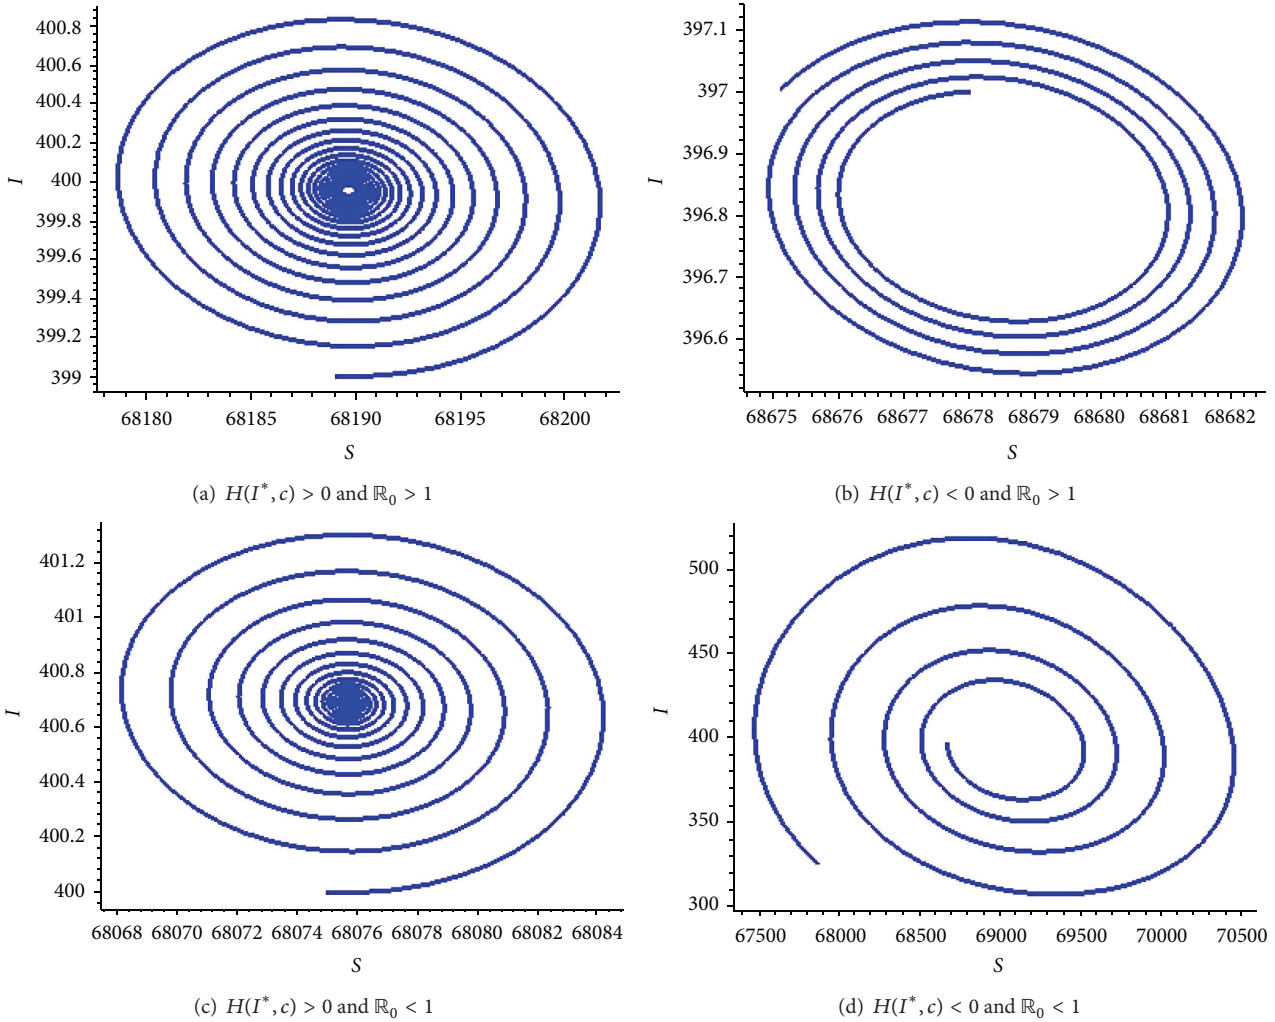 400.8
400.6
400.4
400.2
400
399.8
399.6
399.4
399.2
399
I
68180 68185 68190 68195 68200
S
(a) H(I*, c) > 0 and ℝ₀ > 1
397.1
397
396.9
396.8
396.7
396.6
I
68675 68676 68677 68678 68679 68680 68681 68682
S
(b) H(I*, c) < 0 and ℝ₀ > 1
401.2
401
400.8
400.6
400.4
400.2
400
I
68068 68070 68072 68074 68076 68078 68080 68082 68084
S
(c) H(I*, c) > 0 and ℝ₀ < 1
500
450
400
350
300
I
67500 68000 68500 69000 69500 70000 70500
S
(d) H(I*, c) < 0 and ℝ₀ < 1